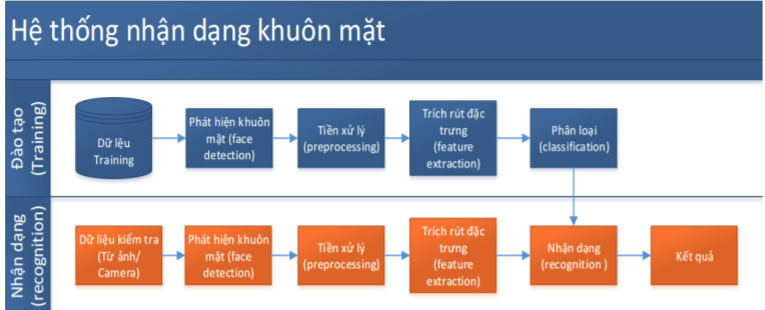 Hệ thống nhận dạng khuôn mặt
Đào tạo
(Training)
Dữ lệu
Training
Phát hiện khuôn
mặt (face
detection)
Tiền xử lý
(preprocessing)
Trích rút đặc
trưng
(feature
extraction)
Phân loại
(classification)
Nhận dạng
(recognition)
Dữ liệu kiểm tra
(Từ ảnh/
Camera)
Phát hiện khuôn
mặt (face
detection)
Tiền xử lý
(preprocessing)
Trích rút đặc
trưng
(feature
extraction)
Nhận dạng
(recognition )
Kết quả